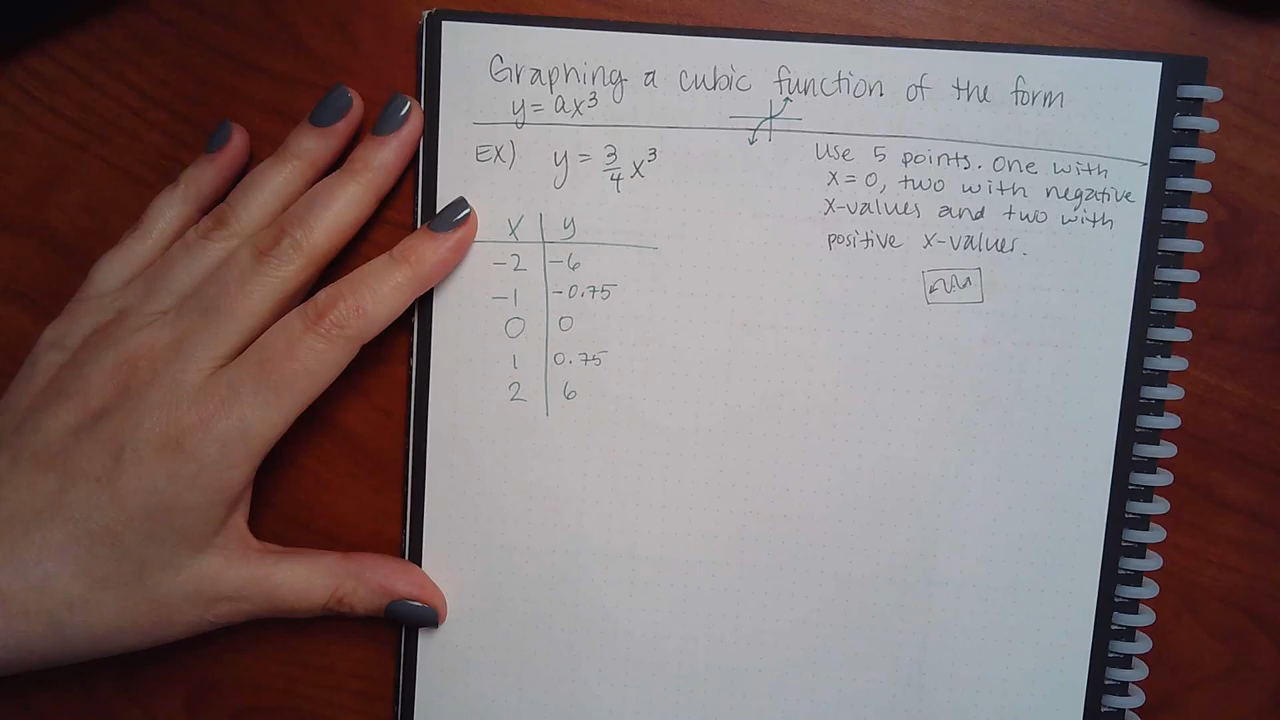 Graphing a cubic function of the form
y = ax³
EX) y = 3/4 x³
Use 5 points. One with
x = 0, two with negative
x-values and two with
positive x-values.
x | y
-2 | -6
-1 | -0.75
0 | 0
1 | 0.75
2 | 6